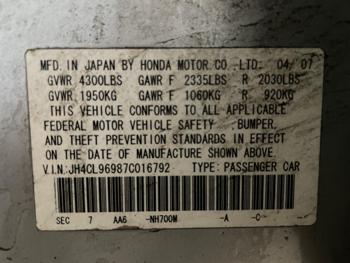 MFD. IN JAPAN BY HONDA MOTOR CO., LTD. 04/07
GVWR 4300LBS GAWR F 2335LBS R 2030LBS
GVWR 1950KG GAWR F 1060KG R 920KG
THIS VEHICLE CONFORMS TO ALL APPLICABLE
FEDERAL MOTOR VEHICLE SAFETY, BUMPER,
AND THEFT PREVENTION STANDARDS IN EFFECT
ON THE DATE OF MANUFACTURE SHOWN ABOVE.
V.I.N: JH4CL96987C016792 TYPE: PASSENGER CAR
SEC 7 AA6 -NH700M -A -C-